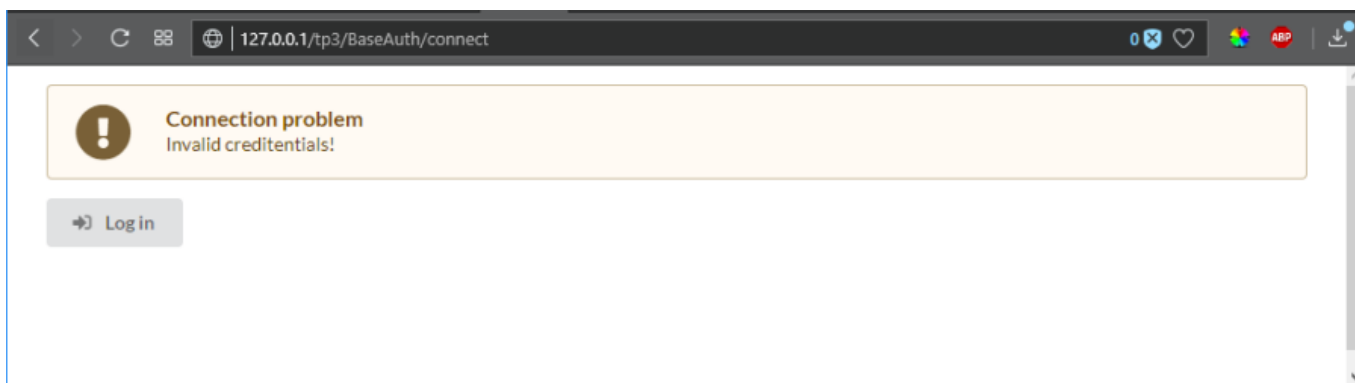 127.0.0.1/tp3/BaseAuth/connect 0
ABP
Connection problem
Invalid creditentials!
Log in